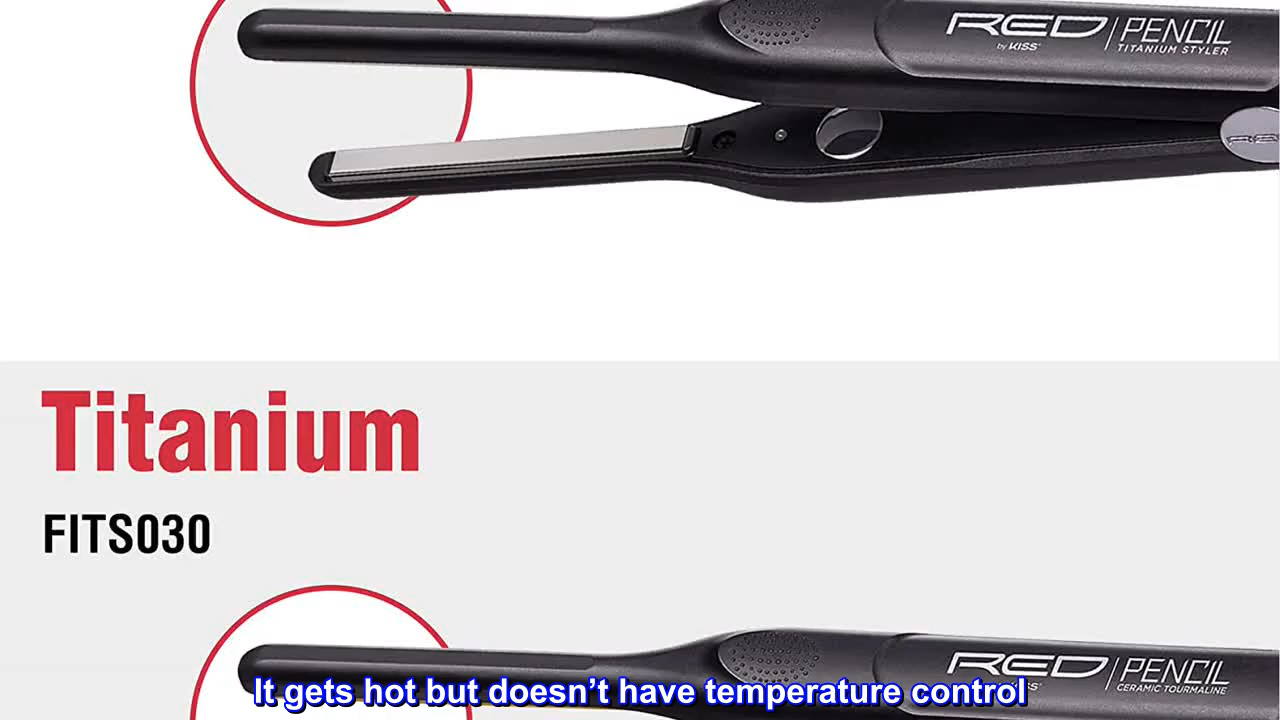 RED PENCIL
by KISS® TITANIUM STYLER
Titanium
FITS030
RED PENCIL
KISS® CERAMIC TOURMALINE
It gets hot but doesn’t have temperature control